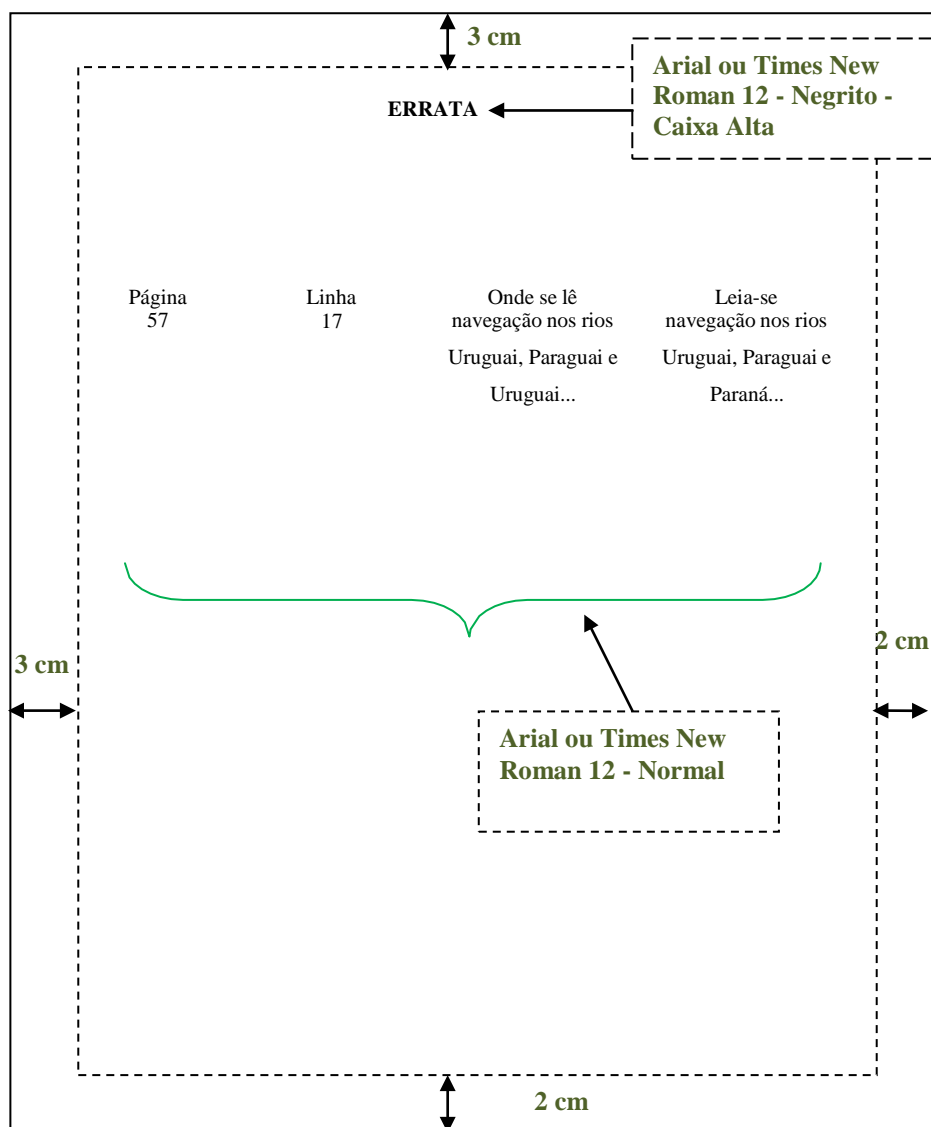 3 cm
Arial ou Times New
Roman 12 - Negrito -
Caixa Alta
ERRATA
Página Linha Onde se lê Leia-se
57 17 navegação nos rios navegação nos rios
Uruguai, Paraguai e Uruguai, Paraguai e
Uruguai... Paraná...
3 cm
2 cm
Arial ou Times New
Roman 12 - Normal
2 cm